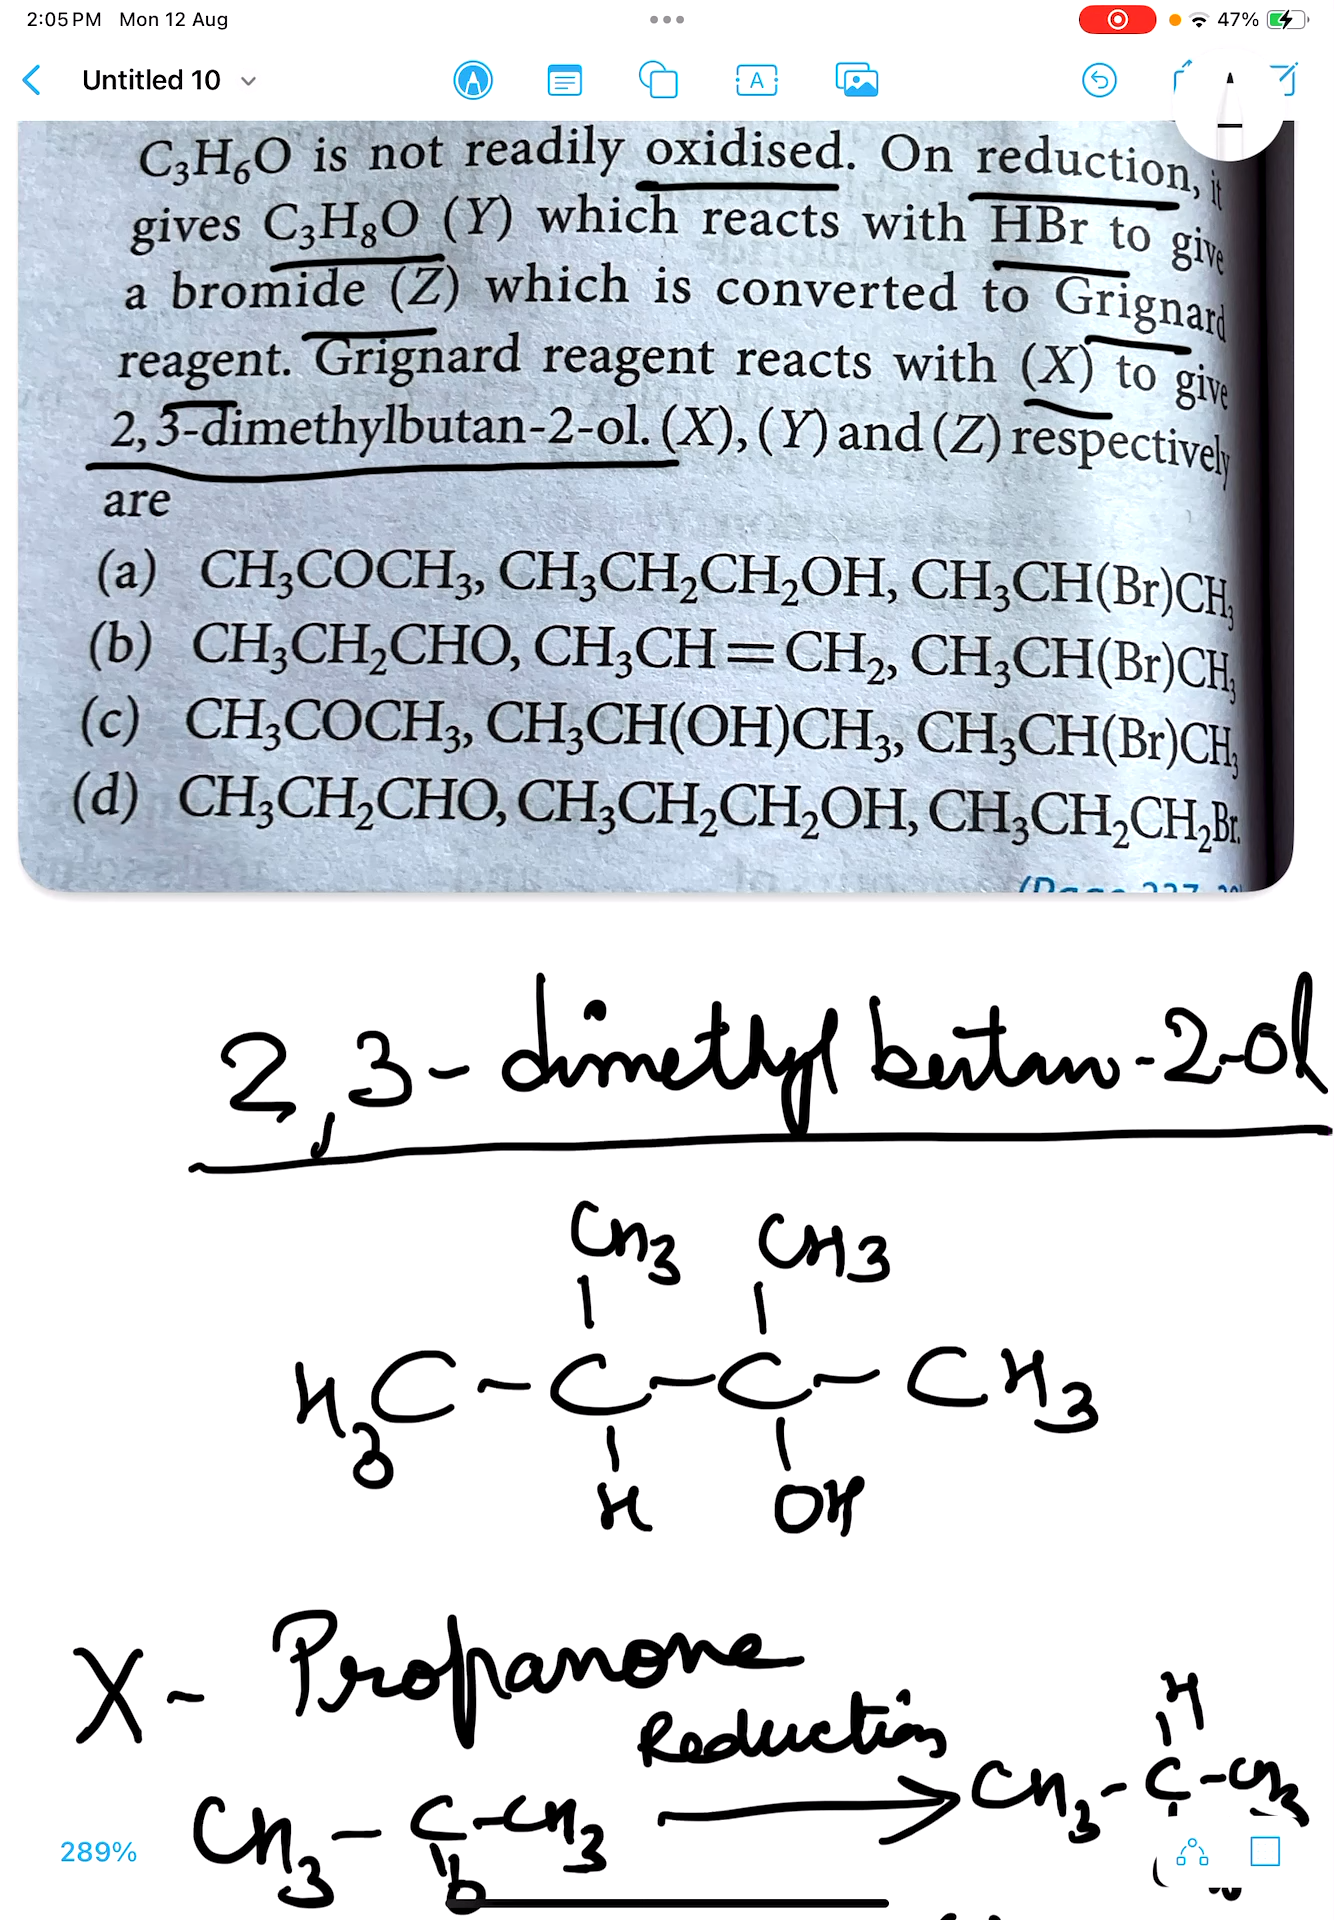 2:05 PM Mon 12 Aug
47%
Untitled 10
A
C₃H₆O is not readily oxidised. On reduction, it
gives C₃H₈O (Y) which reacts with HBr to give
a bromide (Z) which is converted to Grignard
reagent. Grignard reagent reacts with (X) to give
2,3-dimethylbutan-2-ol. (X), (Y) and (Z) respectively
are
(a) CH₃COCH₃, CH₃CH₂CH₂OH, CH₃CH(Br)CH₃
(b) CH₃CH₂CHO, CH₃CH=CH₂, CH₃CH(Br)CH₃
(c) CH₃COCH₃, CH₃CH(OH)CH₃, CH₃CH(Br)CH₃
(d) CH₃CH₂CHO, CH₃CH₂CH₂OH, CH₃CH₂CH₂Br.
2,3-dimethyl butan-2-ol
CH3 CH3
H3C-C-C-CH3
H OH
X- Propanone
Reduction
H
CH3-C-CH3 → CH3-C-CH3
289%